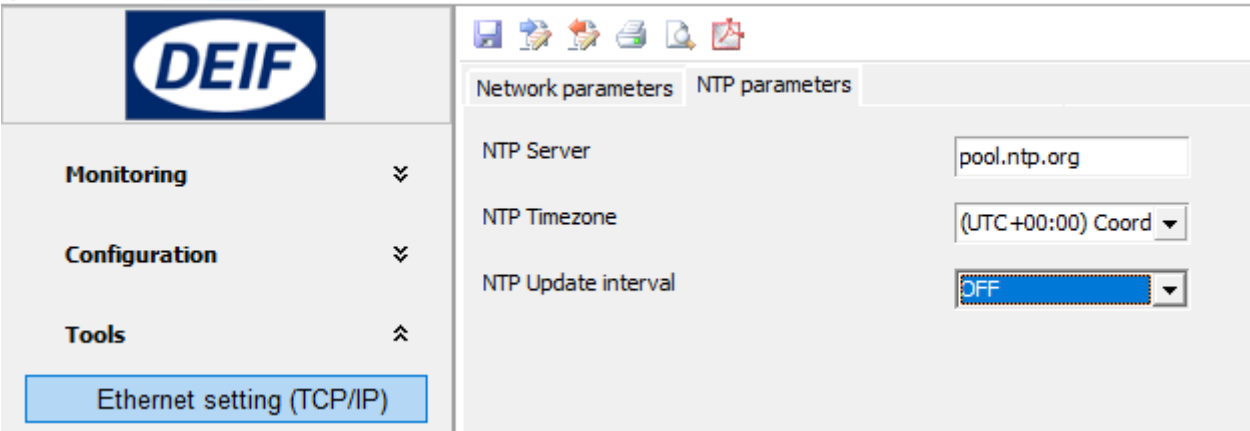 DEIF
Network parameters NTP parameters
Monitoring
Configuration
Tools
Ethernet setting (TCP/IP)
NTP Server pool.ntp.org
NTP Timezone (UTC+00:00) Coord
NTP Update interval OFF